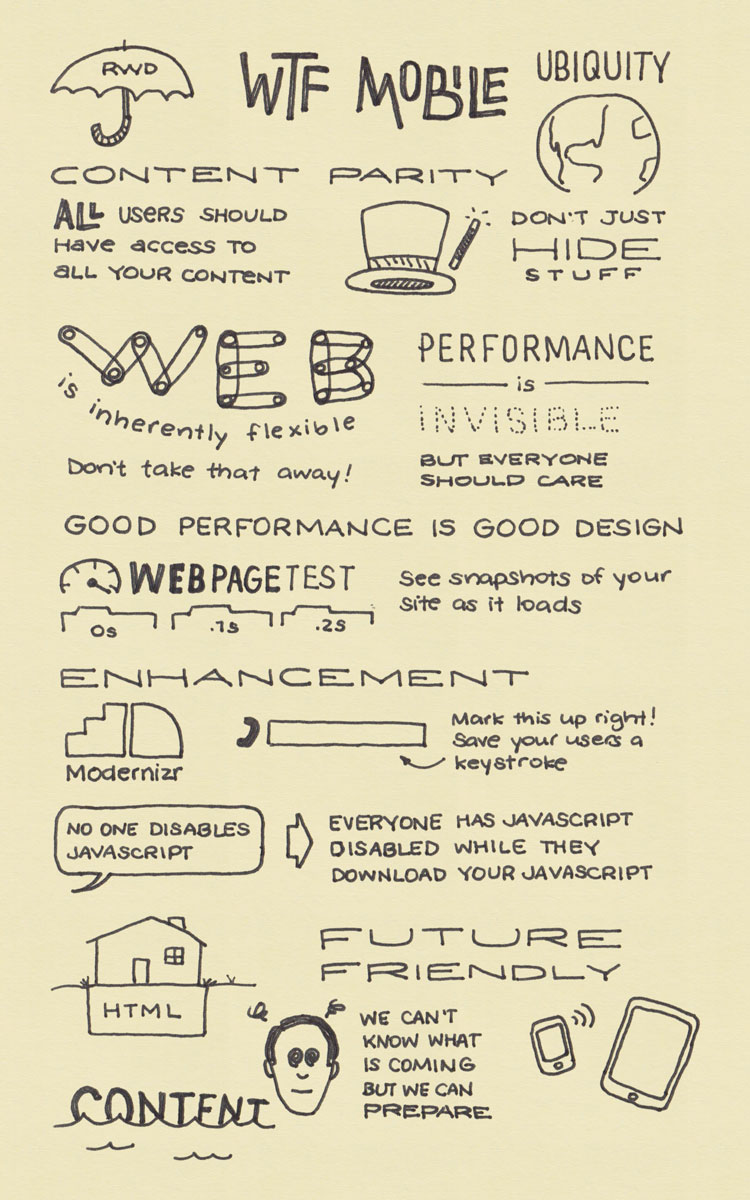 RWD
WTF MOBILE
UBIQUITY
CONTENT PARITY
ALL USERS SHOULD
HAVE ACCESS TO
ALL YOUR CONTENT
DON'T JUST
HIDE
STUFF
WEB
is inherently flexible
Don't take that away!
PERFORMANCE
is
INVISIBLE
BUT EVERYONE
SHOULD CARE
GOOD PERFORMANCE IS GOOD DESIGN
WEBPAGETEST
0s
.1s
.2s
See snapshots of your
site as it loads
ENHANCEMENT
Modernizr
Mark this up right!
Save your users a
keystroke
NO ONE DISABLES
JAVASCRIPT
EVERYONE HAS JAVASCRIPT
DISABLED WHILE THEY
DOWNLOAD YOUR JAVASCRIPT
HTML
FUTURE
FRIENDLY
WE CAN'T
KNOW WHAT
IS COMING
BUT WE CAN
PREPARE
CONTENT